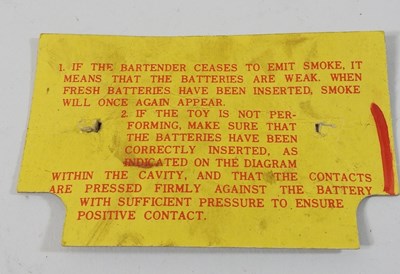 1. IF THE BARTENDER CEASES TO EMIT SMOKE, IT
MEANS THAT THE BATTERIES ARE WEAK. WHEN
FRESH BATTERIES HAVE BEEN INSERTED, SMOKE
WILL ONCE AGAIN APPEAR.
2. IF THE TOY IS NOT PER-
FORMING, MAKE SURE THAT
THE BATTERIES HAVE BEEN
CORRECTLY INSERTED, AS
INDICATED ON THE DIAGRAM
WITHIN THE CAVITY, AND THAT THE CONTACTS
ARE PRESSED FIRMLY AGAINST THE BATTERY
WITH SUFFICIENT PRESSURE TO ENSURE
POSITIVE CONTACT.